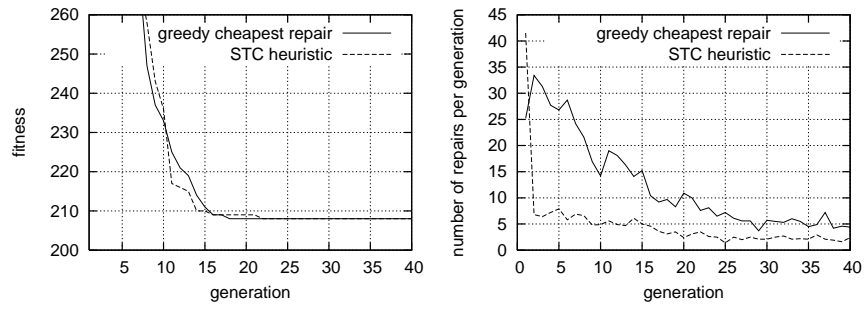 260
250
240
230
220
210
200
fitness
greedy cheapest repair
STC heuristic
5 10 15 20 25 30 35 40
generation
45
40
35
30
25
20
15
10
5
0
number of repairs per generation
greedy cheapest repair
STC heuristic
0 5 10 15 20 25 30 35 40
generation